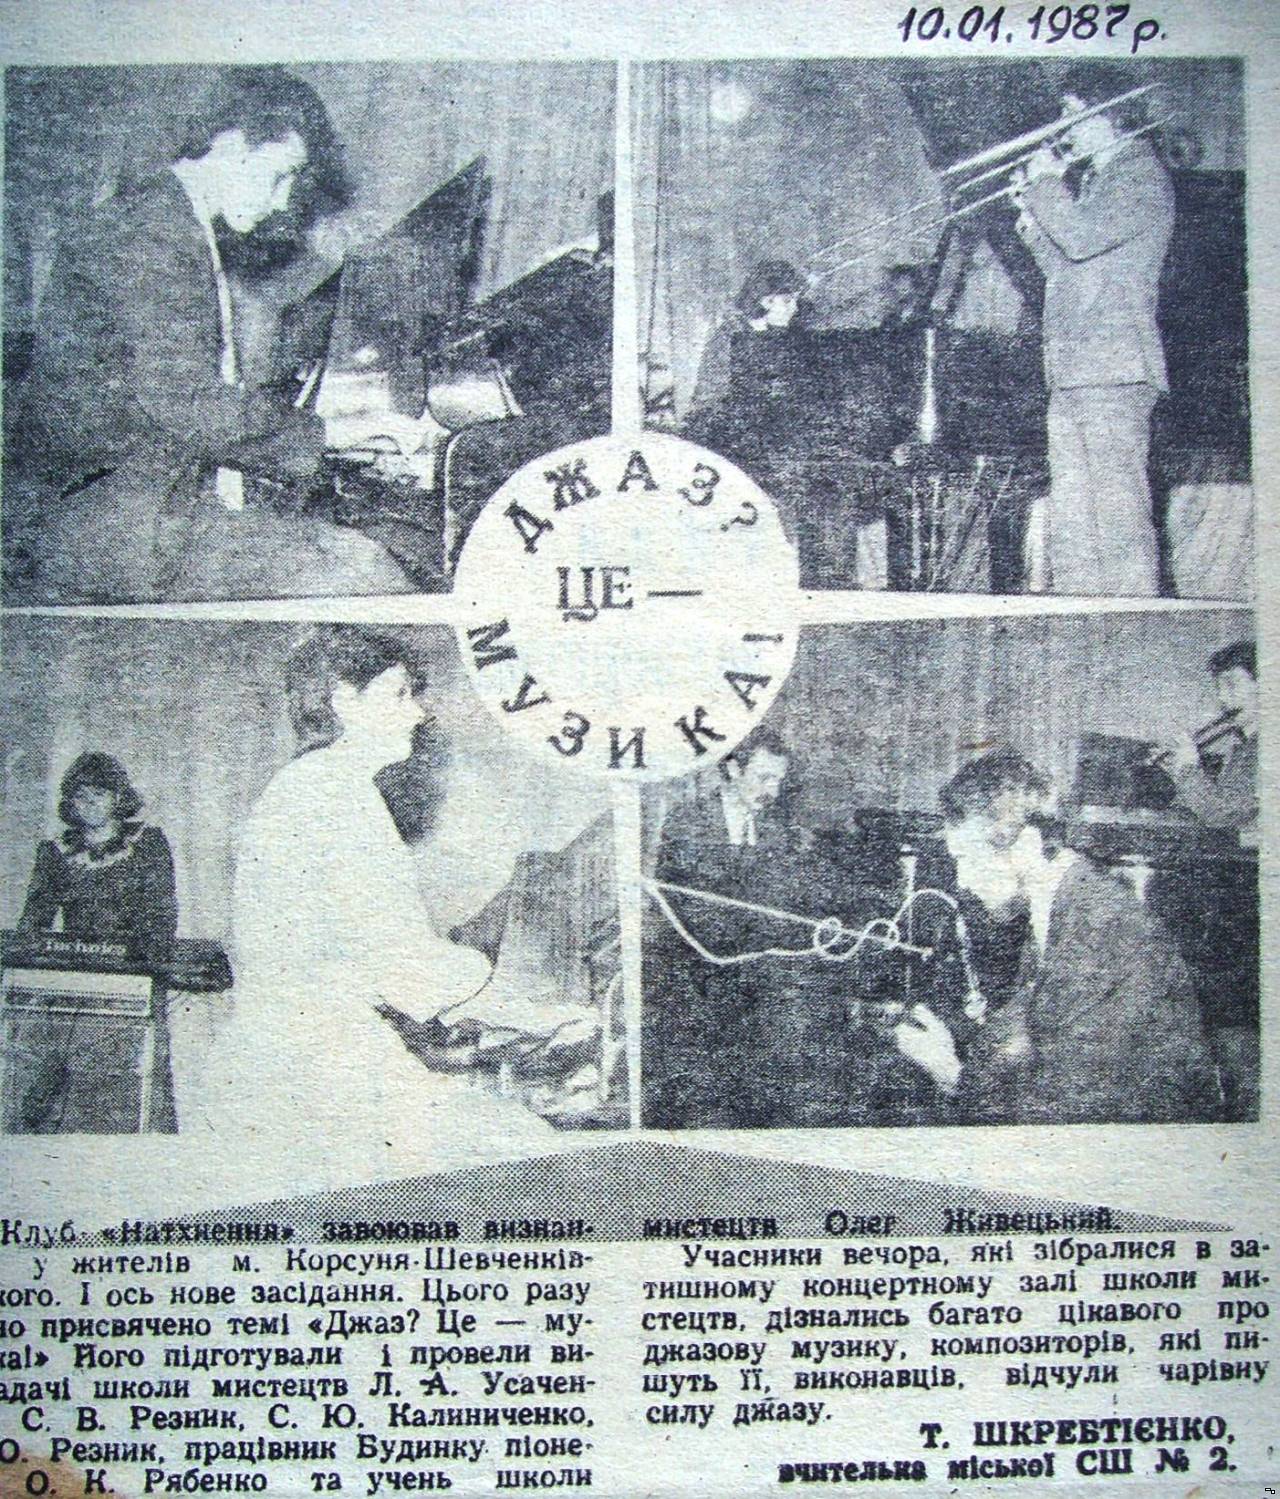 10.01.1987 р.
ДЖАЗ?
ЦЕ —
МУЗИКА!
Technics
Клуб «Натхнення» завоював визнан-
у жителів м. Корсуня-Шевченків-
кого. І ось нове засідання. Цього разу
но присвячено темі «Джаз? Це — му-
ка!» Його підготували і провели ви-
адачі школи мистецтв Л. А. Усачен-
С. В. Резник, С. Ю. Калиниченко,
О. Резник, працівник Будинку піоне-
О. К. Рябенко та учень школи
мистецтв Олег Живецький.
Учасники вечора, які зібралися в за-
тишному концертному залі школи ми-
стецтв, дізнались багато цікавого про
джазову музику, композиторів, які пи-
шуть її, виконавців, відчули чарівну
силу джазу.
Т. ШКРЕБТІЄНКО,
вчителька міської СШ № 2.